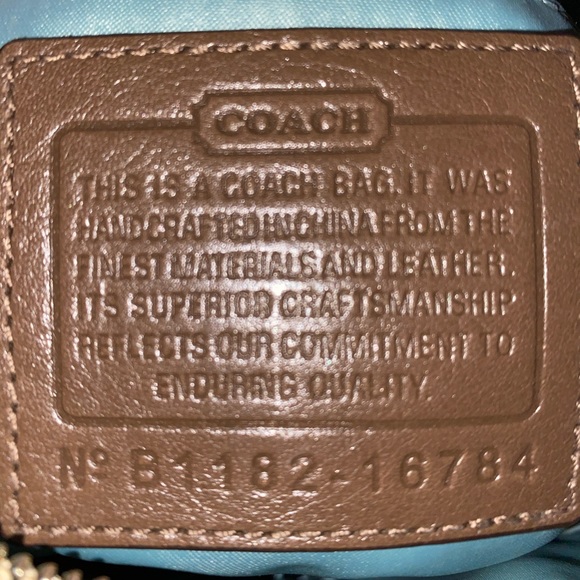 COACH
THIS IS A COACH BAG. IT WAS
HANDCRAFTED IN CHINA FROM THE
FINEST MATERIALS AND LEATHER.
ITS SUPERIOR CRAFTSMANSHIP
REFLECTS OUR COMMITMENT TO
ENDURING QUALITY.
Nº B1182-16784